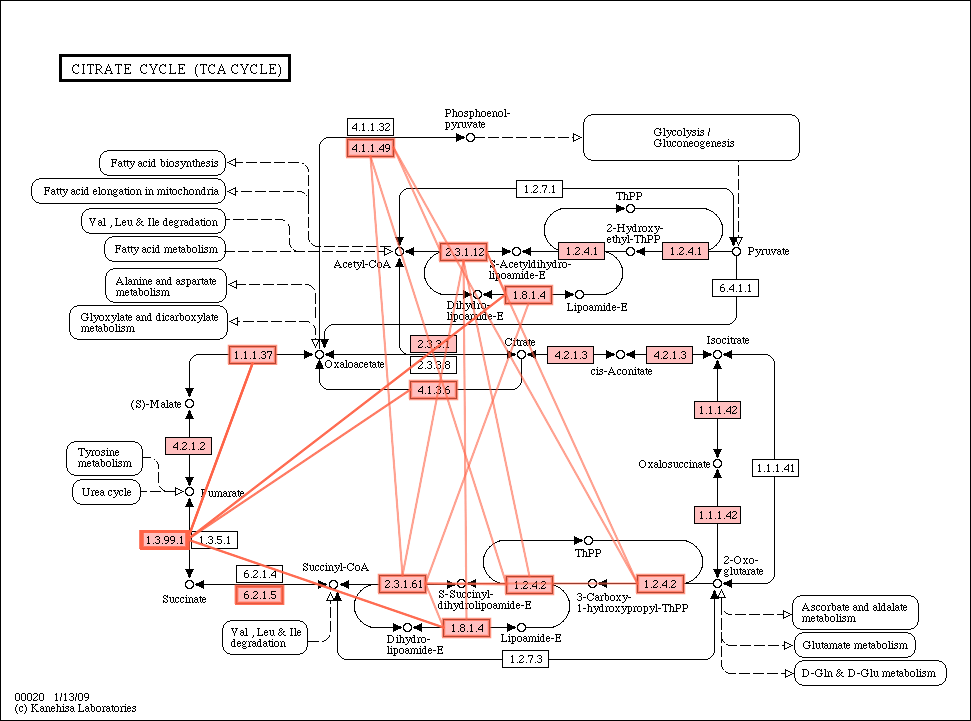 CITRATE CYCLE (TCA CYCLE)
Phosphoenol-
pyruvate
4.1.1.32
4.1.1.49
Glycolysis /
Gluconeogenesis
Fatty acid biosynthesis
Fatty acid elongation in mitochondria
Val , Leu & Ile degradation
Fatty acid metabolism
Alanine and aspartate
metabolism
Glyoxylate and dicarboxylate
metabolism
1.2.7.1
ThPP
2-Hydroxy-
ethyl-ThPP
Acetyl-CoA
2.3.1.12
1.2.4.1
1.2.4.1
Pyruvate
S-Acetyldihydro-
lipoamide-E
6.4.1.1
1.8.1.4
Dihydro-
lipoamide-E
Lipoamide-E
2.3.3.1
Citrate
Isocitrate
1.1.1.37
Oxaloacetate
2.3.3.8
4.2.1.3
4.2.1.3
cis-Aconitate
4.1.3.6
(S)-Malate
1.1.1.42
4.2.1.2
Tyrosine
metabolism
Oxalosuccinate
1.1.1.41
Urea cycle
Fumarate
1.1.1.42
1.3.99.1
1.3.5.1
ThPP
2-Oxo-
glutarate
Succinyl-CoA
6.2.1.4
Succinate
6.2.1.5
2.3.1.61
S-Succinyl-
dihydrolipoamide-E
1.2.4.2
3-Carboxy-
1-hydroxypropyl-ThPP
1.2.4.2
Ascorbate and aldalate
metabolism
Val , Leu & Ile
degradation
1.8.1.4
Dihydro-
lipoamide-E
Lipoamide-E
Glutamate metabolism
1.2.7.3
D-Gln & D-Glu metabolism
00020 1/13/09
(c) Kanehisa Laboratories